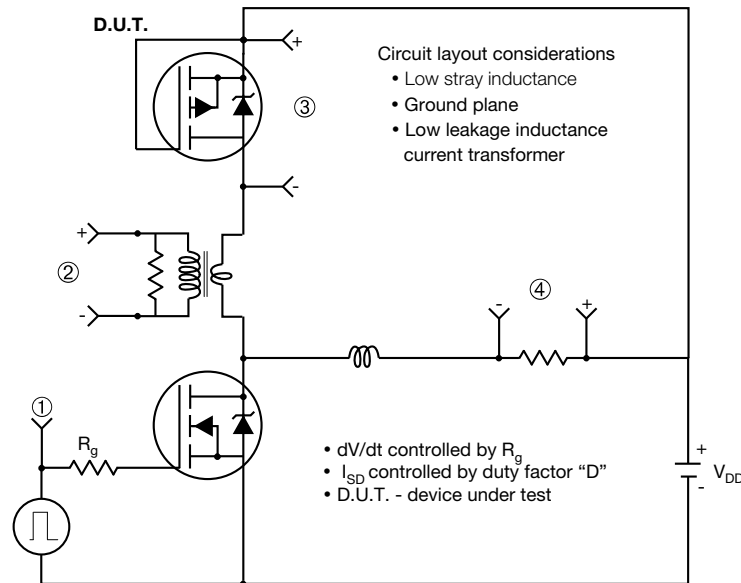 D.U.T.
+
Circuit layout considerations
• Low stray inductance
③
• Ground plane
• Low leakage inductance
current transformer
-
+
②
④
-
+
-
①
Rg
• dV/dt controlled by Rg
• ISD controlled by duty factor “D”
• D.U.T. - device under test
+
VDD
-